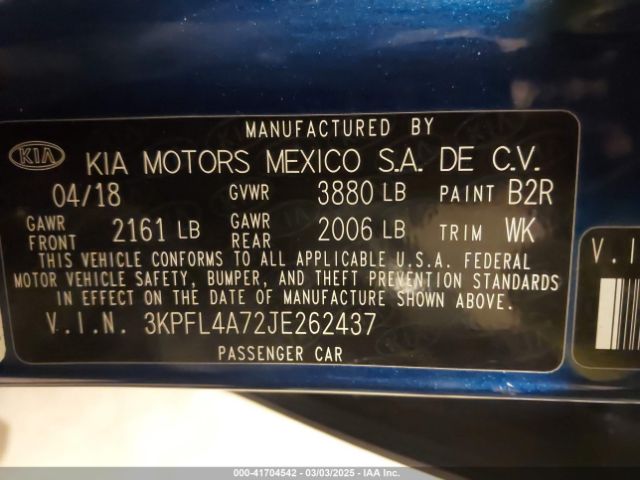 MANUFACTURED BY
KIA KIA MOTORS MEXICO S.A. DE C.V.
04/18 GVWR 3880 LB PAINT B2R
GAWR FRONT 2161 LB GAWR REAR 2006 LB TRIM WK
THIS VEHICLE CONFORMS TO ALL APPLICABLE U.S.A. FEDERAL
MOTOR VEHICLE SAFETY, BUMPER, AND THEFT PREVENTION STANDARDS
IN EFFECT ON THE DATE OF MANUFACTURE SHOWN ABOVE.
V.I.N. 3KPFL4A72JE262437
PASSENGER CAR
V.I
000-41704542 — 03/03/2025 — IAA Inc.